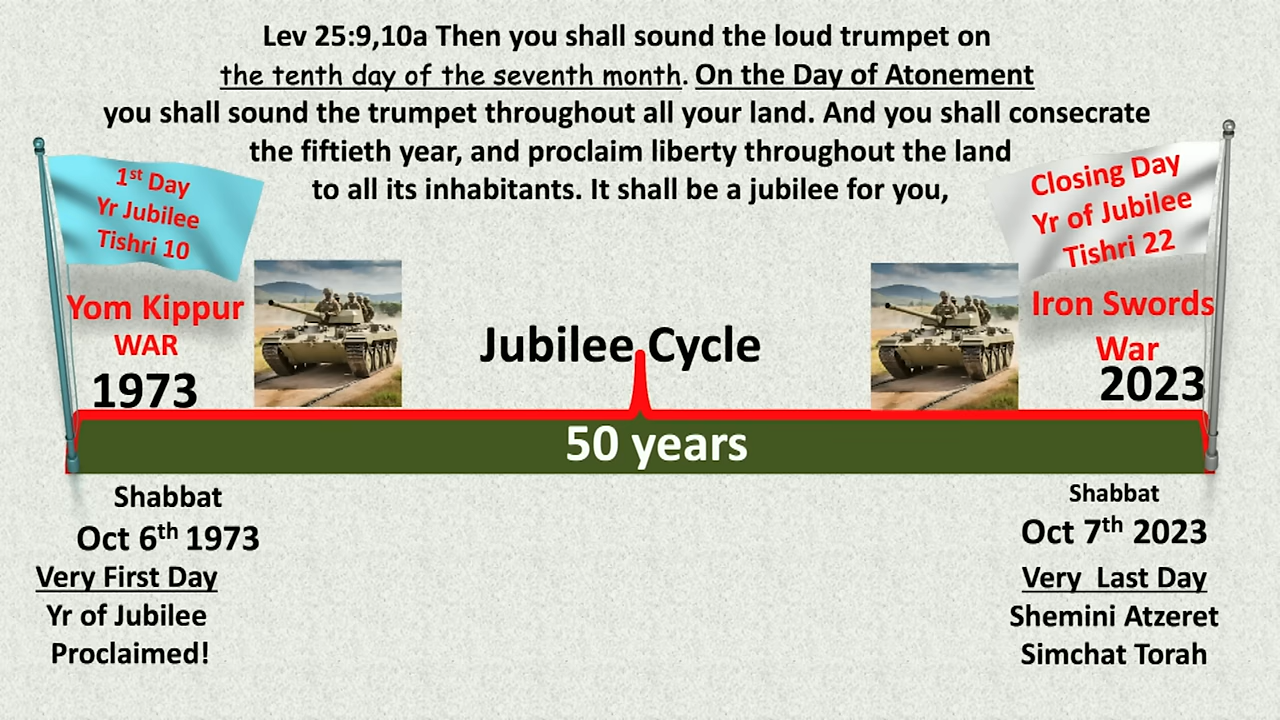 Lev 25:9,10a Then you shall sound the loud trumpet on
the tenth day of the seventh month. On the Day of Atonement
you shall sound the trumpet throughout all your land. And you shall consecrate
the fiftieth year, and proclaim liberty throughout the land
to all its inhabitants. It shall be a jubilee for you,
1st Day
Yr Jubilee
Tishri 10
Yom Kippur
WAR
1973
Closing Day
Yr of Jubilee
Tishri 22
Iron Swords
War
2023
Jubilee Cycle
50 years
Shabbat
Oct 6th 1973
Very First Day
Yr of Jubilee
Proclaimed!
Shabbat
Oct 7th 2023
Very Last Day
Shemini Atzeret
Simchat Torah